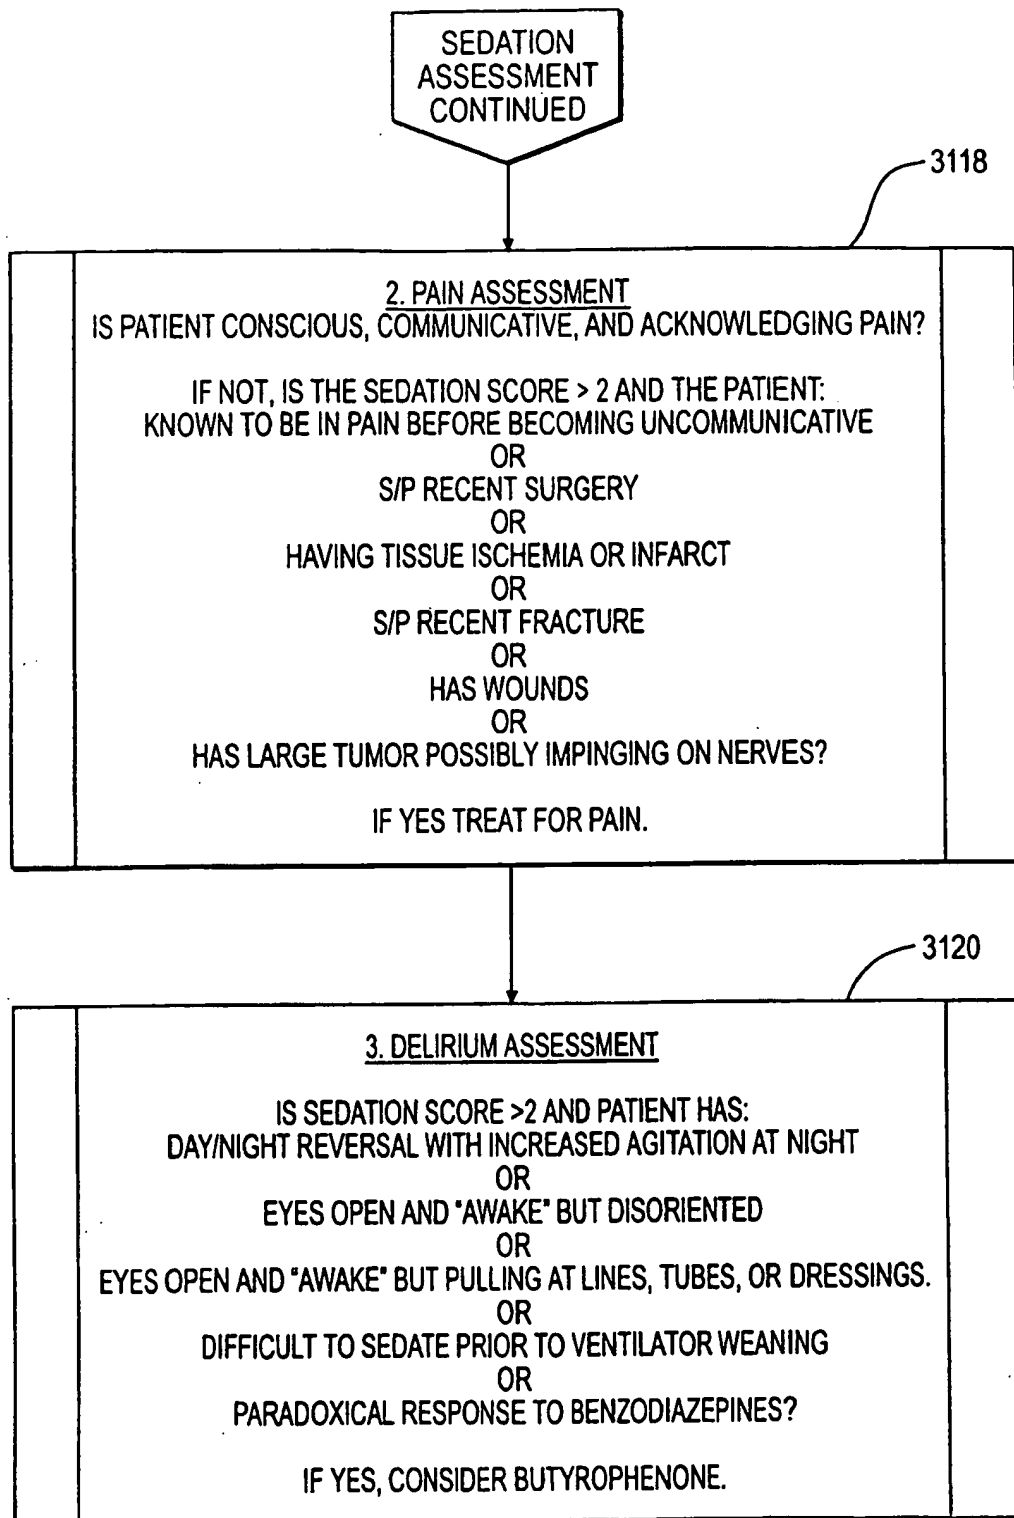 SEDATION
ASSESSMENT
CONTINUED
3118
2. PAIN ASSESSMENT
IS PATIENT CONSCIOUS, COMMUNICATIVE, AND ACKNOWLEDGING PAIN?
IF NOT, IS THE SEDATION SCORE > 2 AND THE PATIENT:
KNOWN TO BE IN PAIN BEFORE BECOMING UNCOMMUNICATIVE
OR
S/P RECENT SURGERY
OR
HAVING TISSUE ISCHEMIA OR INFARCT
OR
S/P RECENT FRACTURE
OR
HAS WOUNDS
OR
HAS LARGE TUMOR POSSIBLY IMPINGING ON NERVES?
IF YES TREAT FOR PAIN.
3120
3. DELIRIUM ASSESSMENT
IS SEDATION SCORE >2 AND PATIENT HAS:
DAY/NIGHT REVERSAL WITH INCREASED AGITATION AT NIGHT
OR
EYES OPEN AND "AWAKE" BUT DISORIENTED
OR
EYES OPEN AND "AWAKE" BUT PULLING AT LINES, TUBES, OR DRESSINGS.
OR
DIFFICULT TO SEDATE PRIOR TO VENTILATOR WEANING
OR
PARADOXICAL RESPONSE TO BENZODIAZEPINES?
IF YES, CONSIDER BUTYROPHENONE.